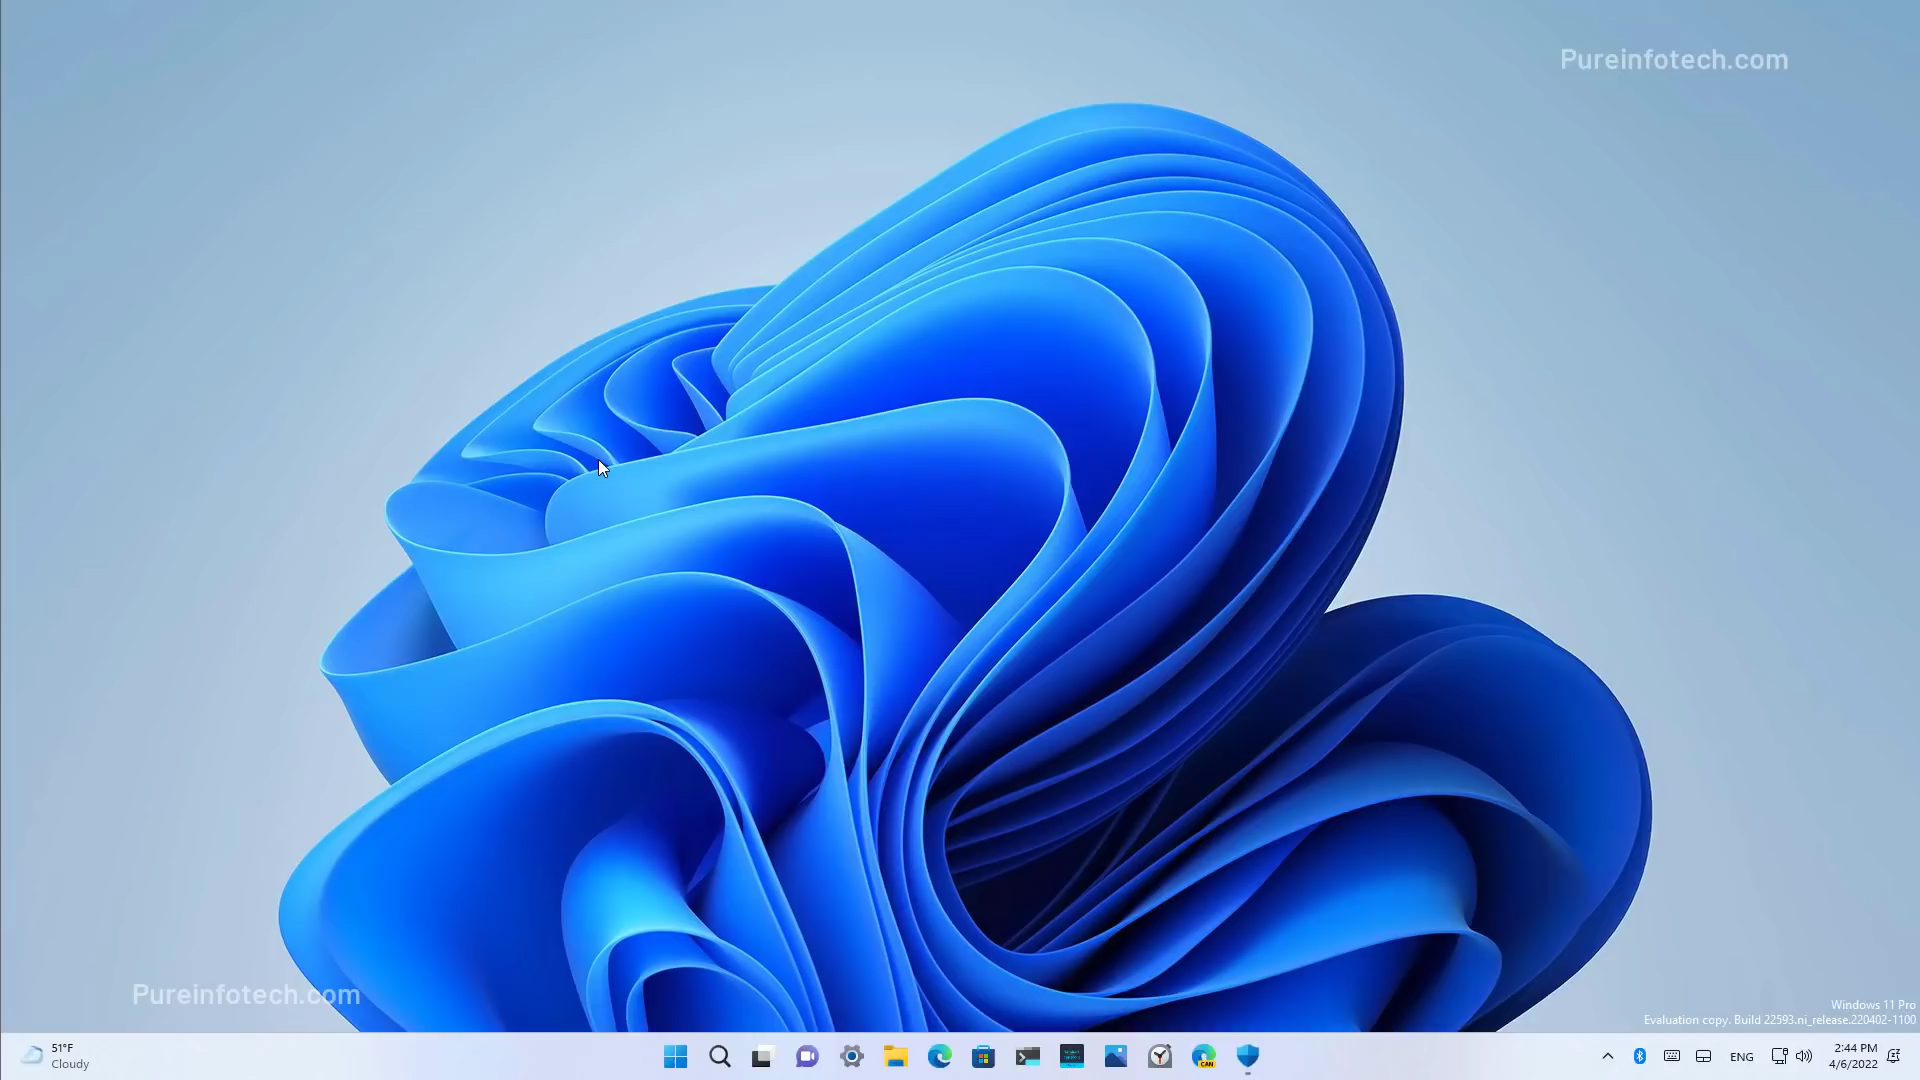 Pureinfotech.com
Pureinfotech.com
Windows 11 Pro
Evaluation copy. Build 22593.ni_release.220402-1100
51°F
Cloudy
CAN
ENG
2:44 PM
4/6/2022